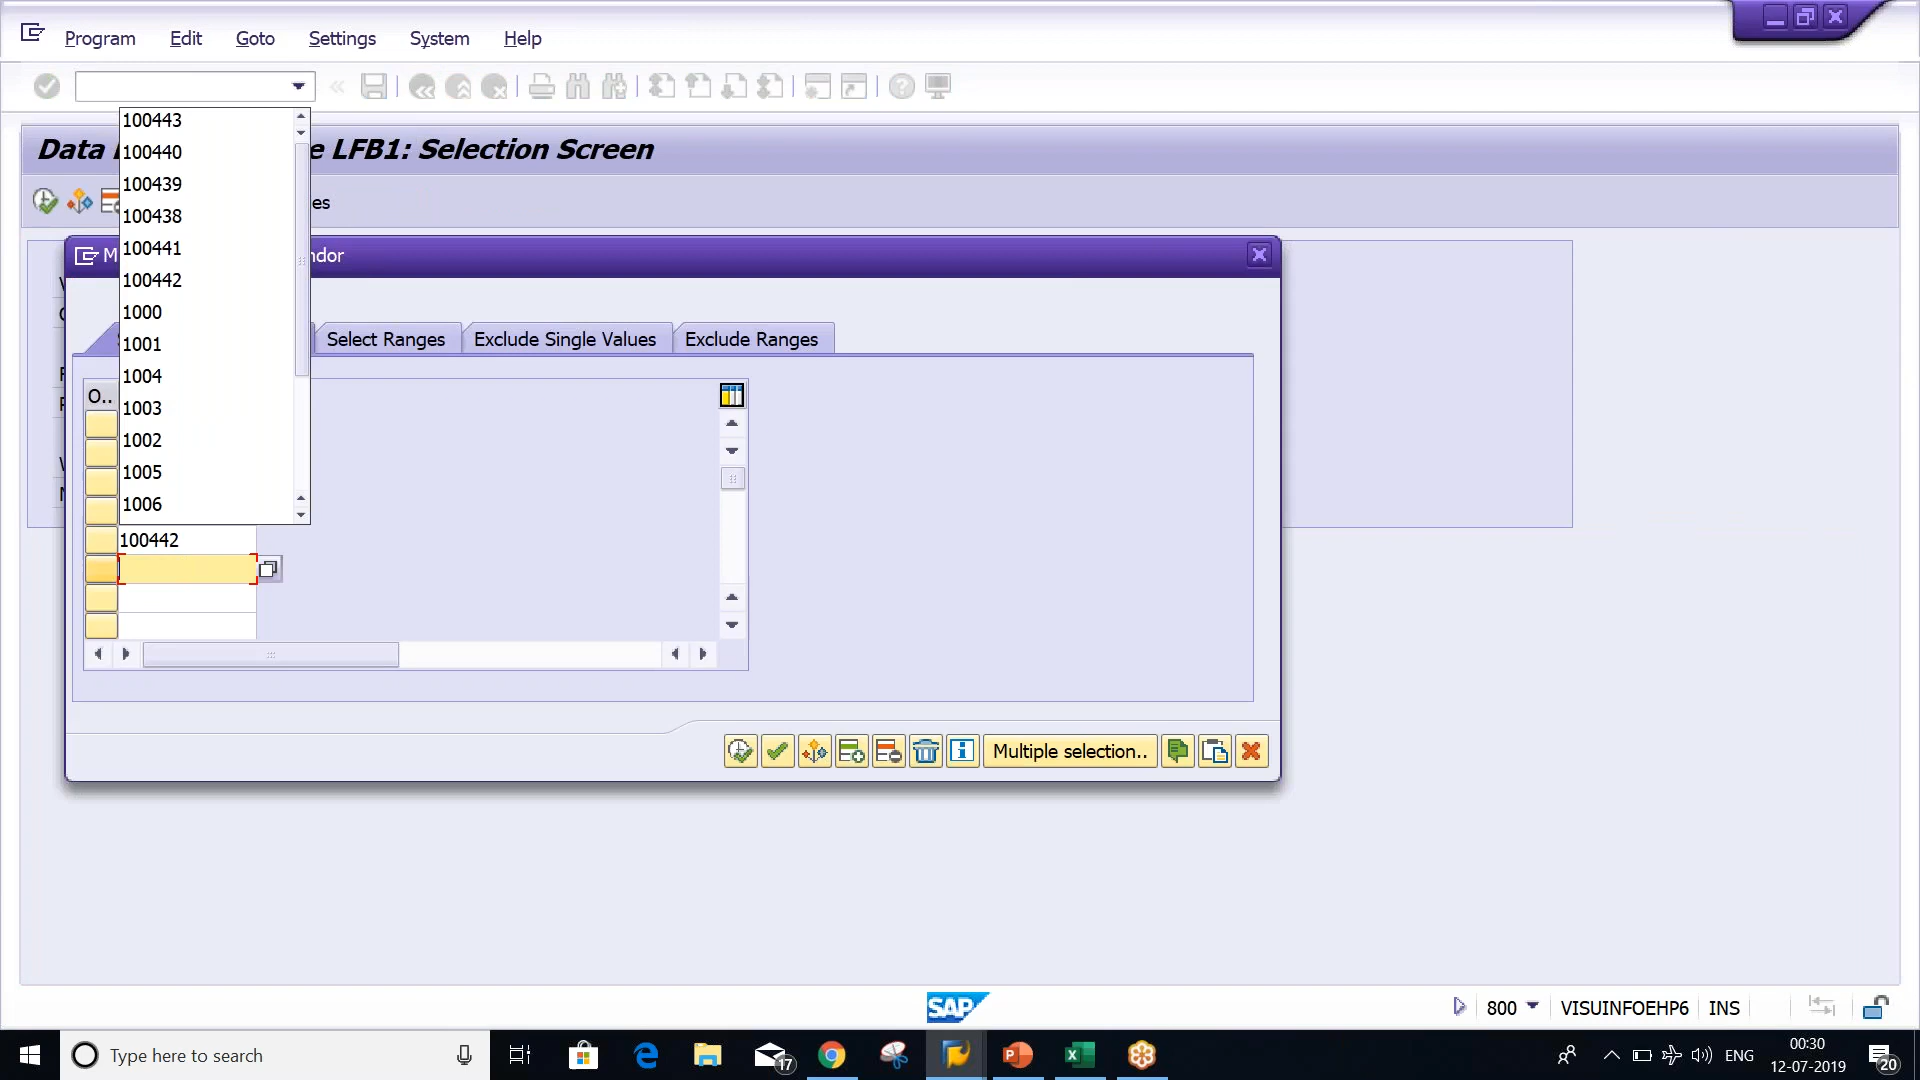 Program Edit Goto Settings System Help
Data e LFB1: Selection Screen
es
M ndor
Select Ranges Exclude Single Values Exclude Ranges
O..
100443
100440
100439
100438
100441
100442
1000
1001
1004
1003
1002
1005
1006
100442
Multiple selection..
SAP
800 VISUINFOEHP6 INS
Type here to search
17
ENG
00:30
12-07-2019
20